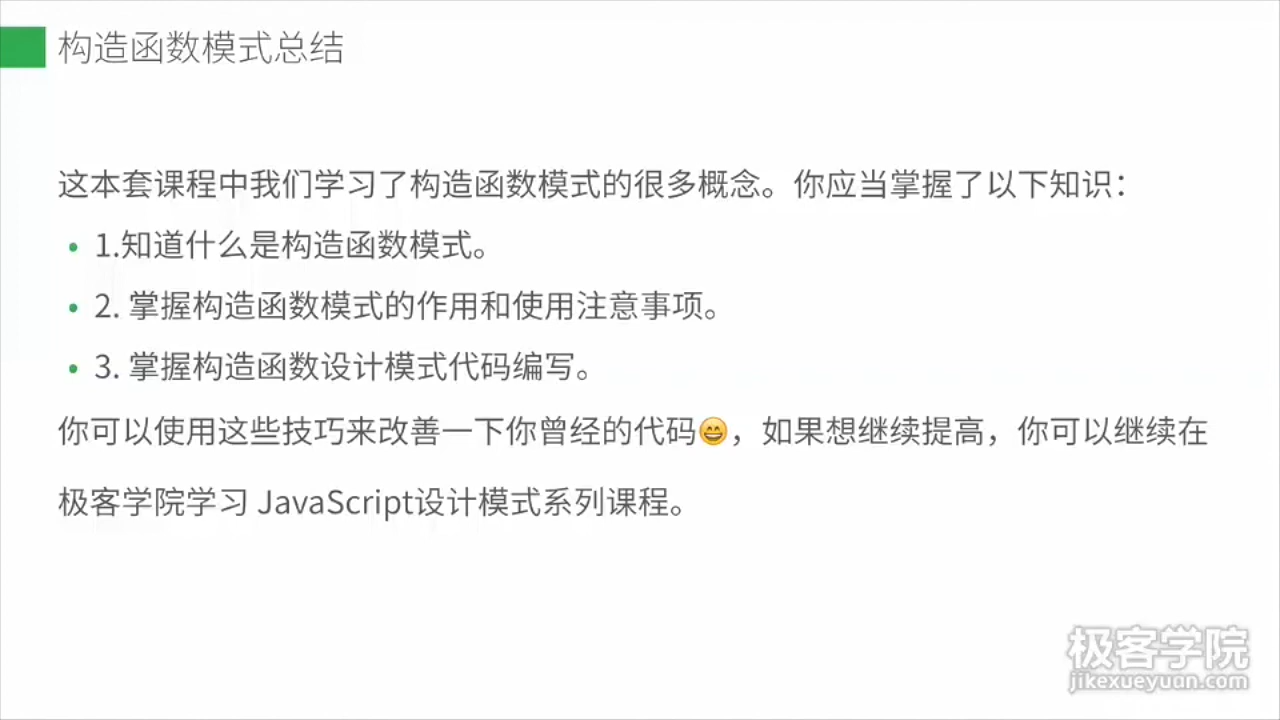 构造函数模式总结
这本套课程中我们学习了构造函数模式的很多概念。你应当掌握了以下知识：
• 1.知道什么是构造函数模式。
• 2. 掌握构造函数模式的作用和使用注意事项。
• 3. 掌握构造函数设计模式代码编写。
你可以使用这些技巧来改善一下你曾经的代码😄，如果想继续提高，你可以继续在
极客学院学习 JavaScript设计模式系列课程。
极客学院
jikexueyuan.com